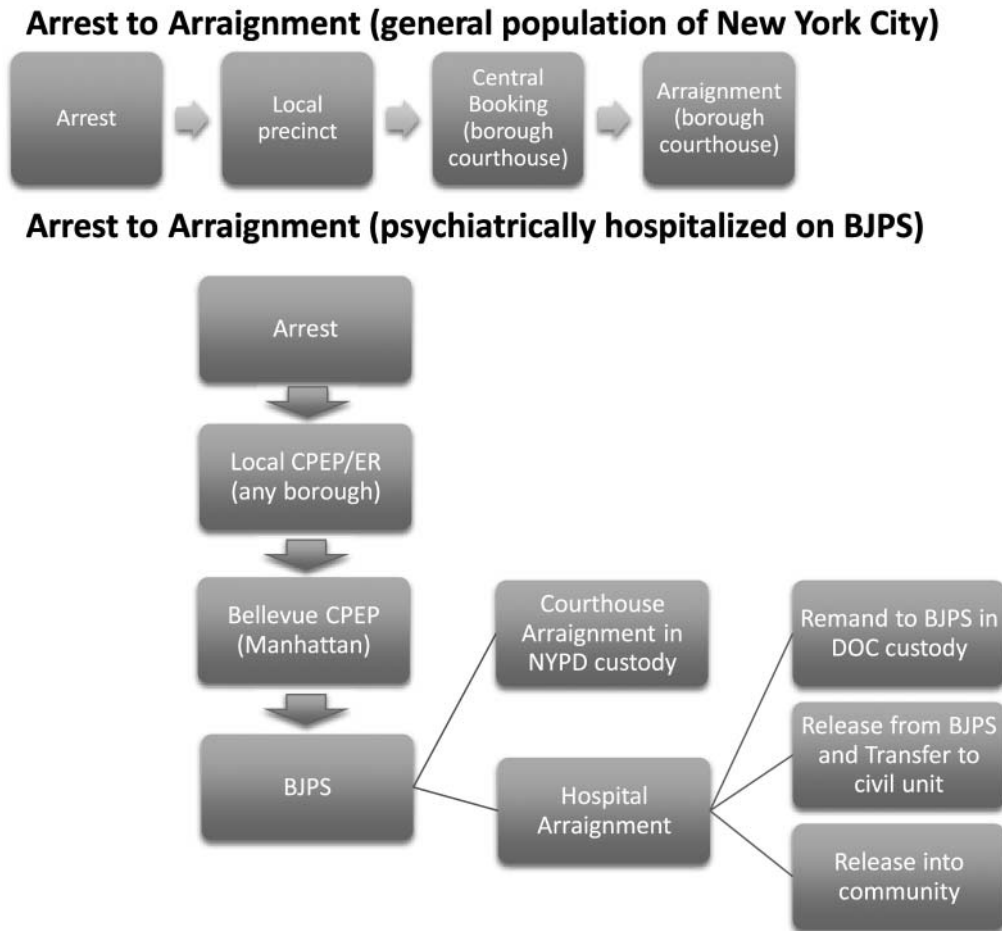 Arrest to Arraignment (general population of New York City)
Arrest
Local
precinct
Central
Booking
(borough
courthouse)
Arraignment
(borough
courthouse)
Arrest to Arraignment (psychiatrically hospitalized on BJPS)
Arrest
Local CPEP/ER
(any borough)
Bellevue CPEP
(Manhattan)
BJPS
Courthouse
Arraignment in
NYPD custody
Hospital
Arraignment
Remand to BJPS in
DOC custody
Release from BJPS
and Transfer to
civil unit
Release into
community